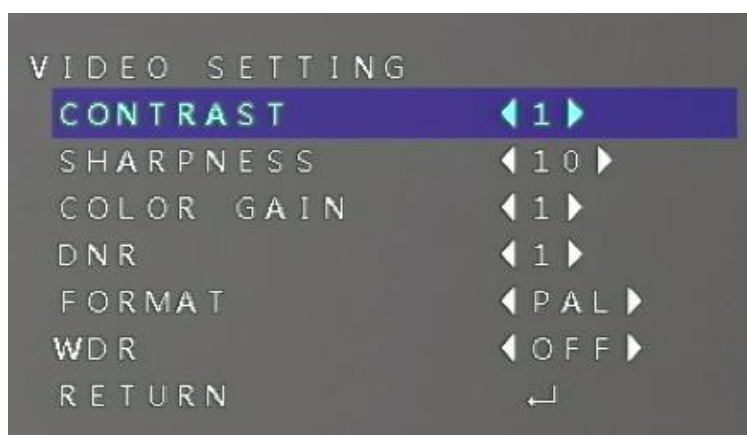 VIDEO SETTING
CONTRAST 1
SHARPNESS 10
COLOR GAIN 1
DNR 1
FORMAT PAL
WDR OFF
RETURN